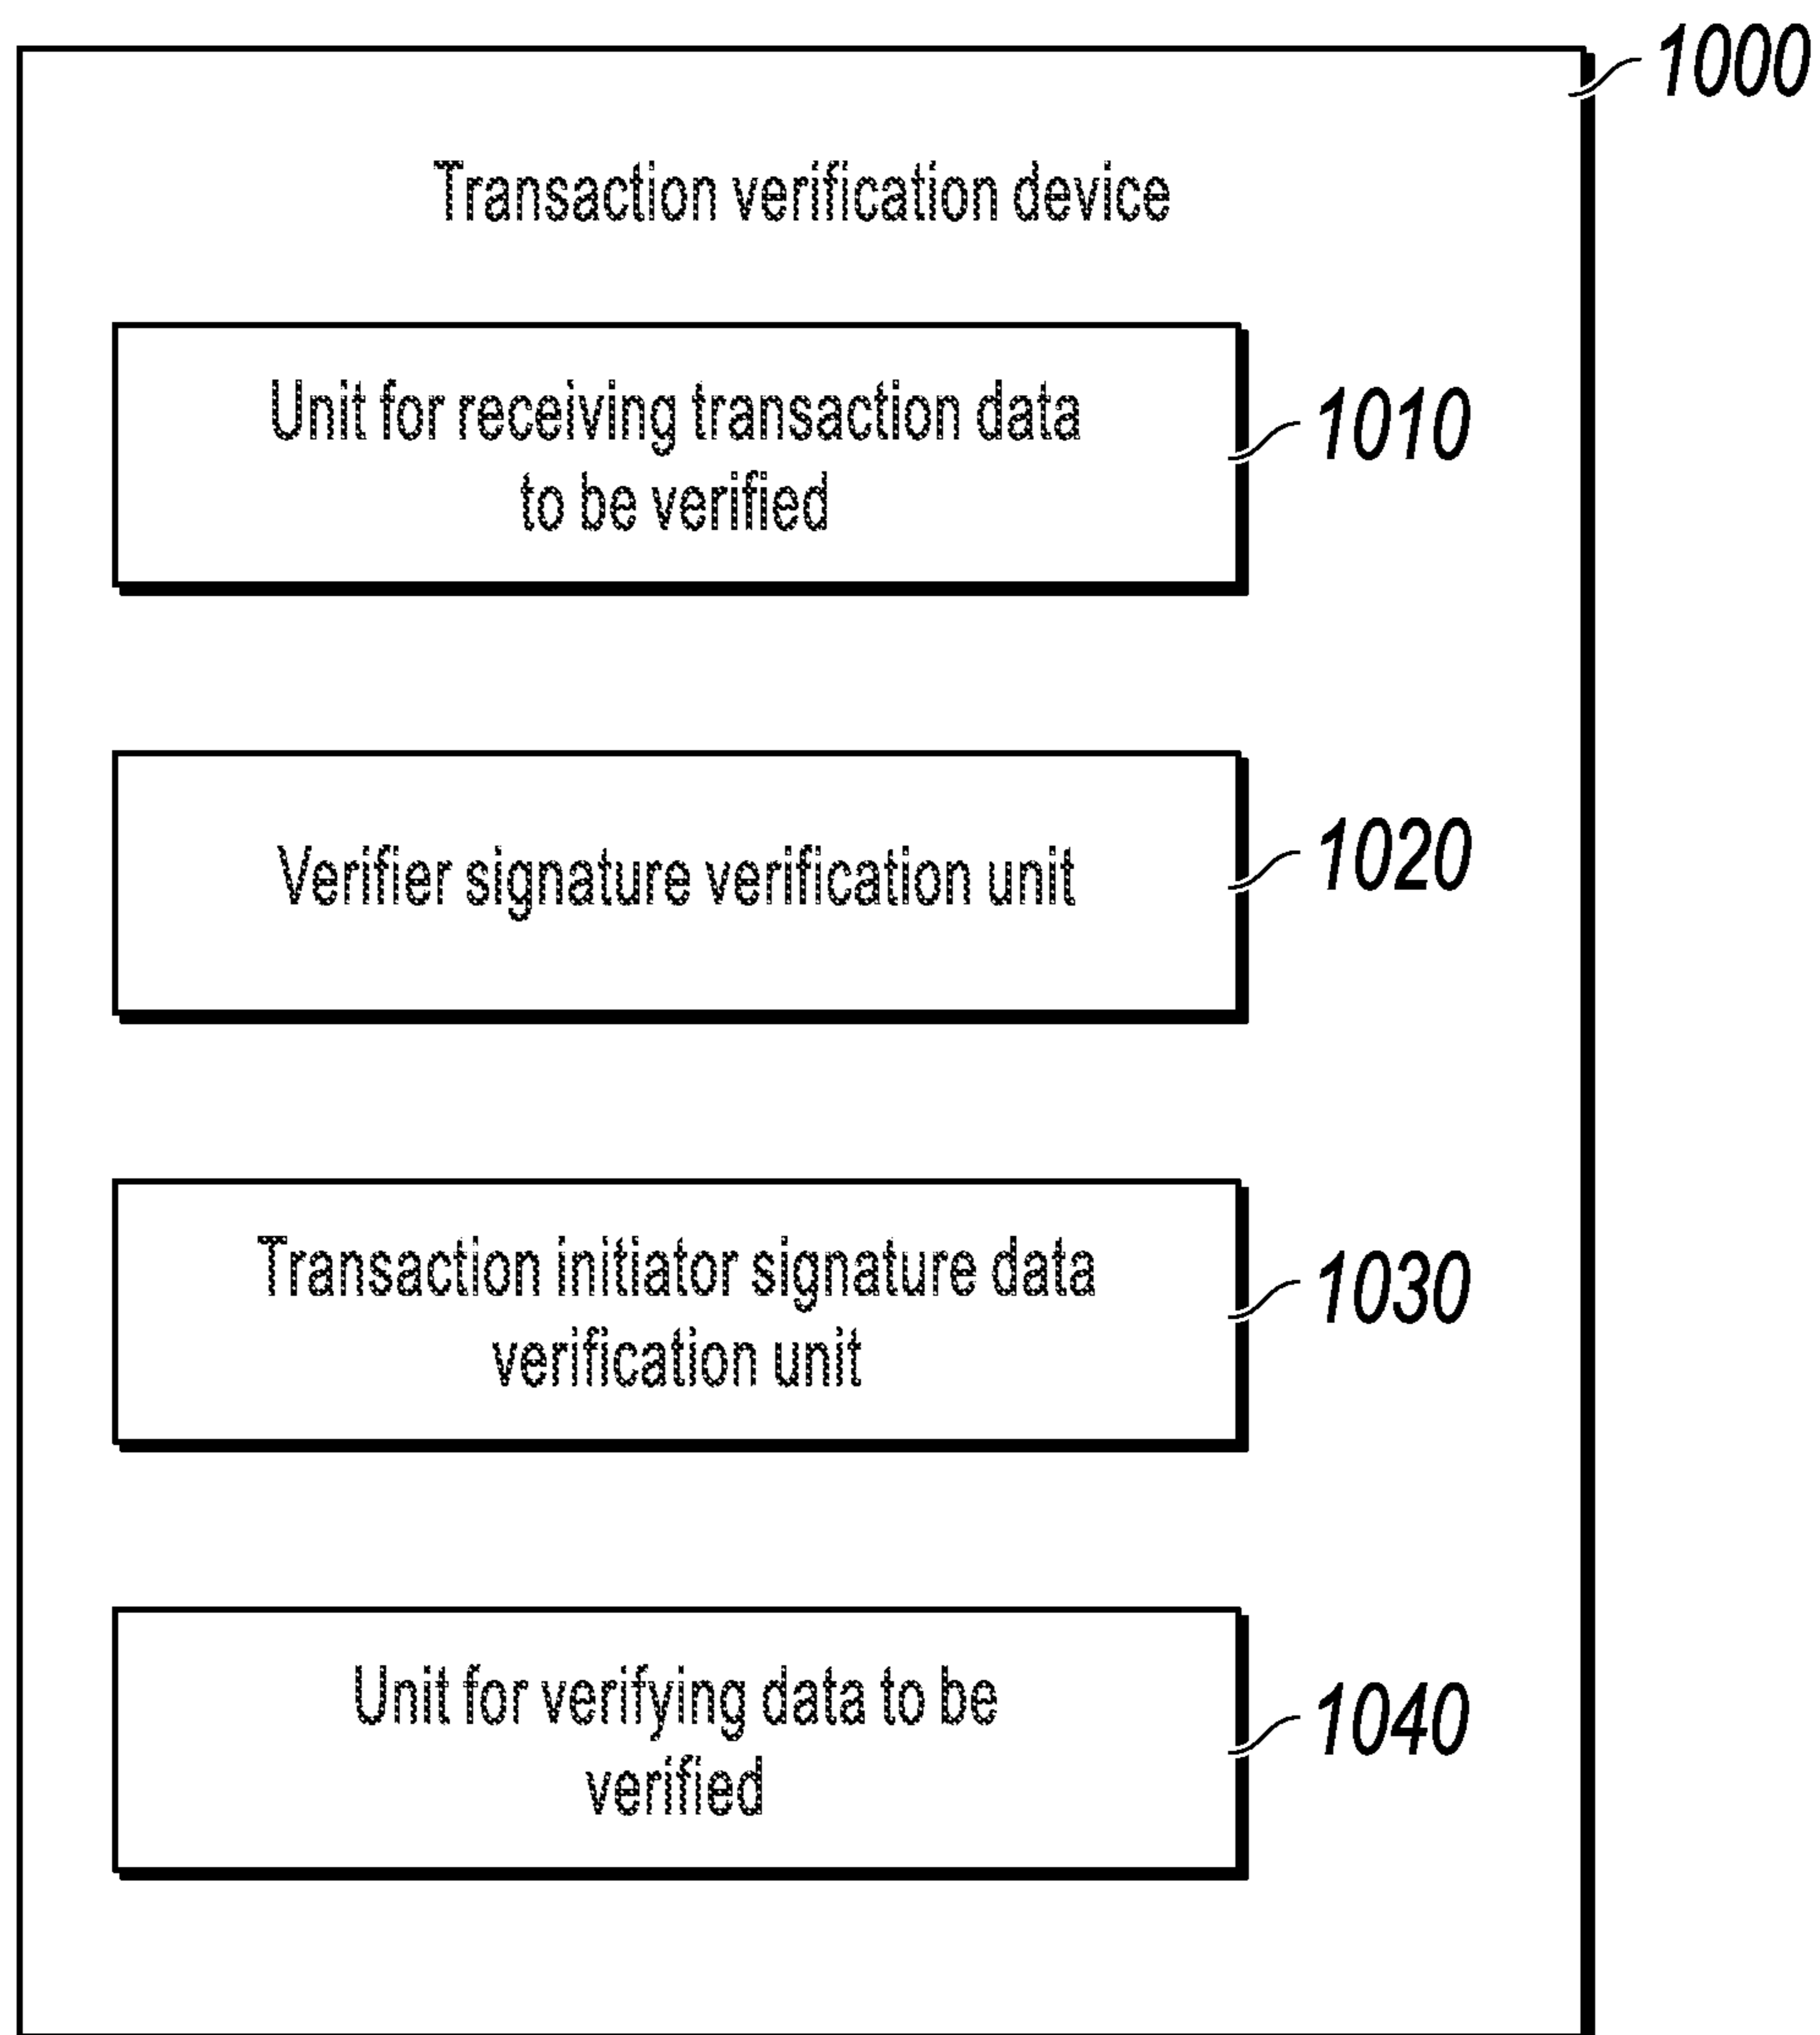 1000
Transaction verification device
Unit for receiving transaction data
to be verified
1010
Verifier signature verification unit
1020
Transaction initiator signature data
verification unit
1030
Unit for verifying data to be
verified
1040